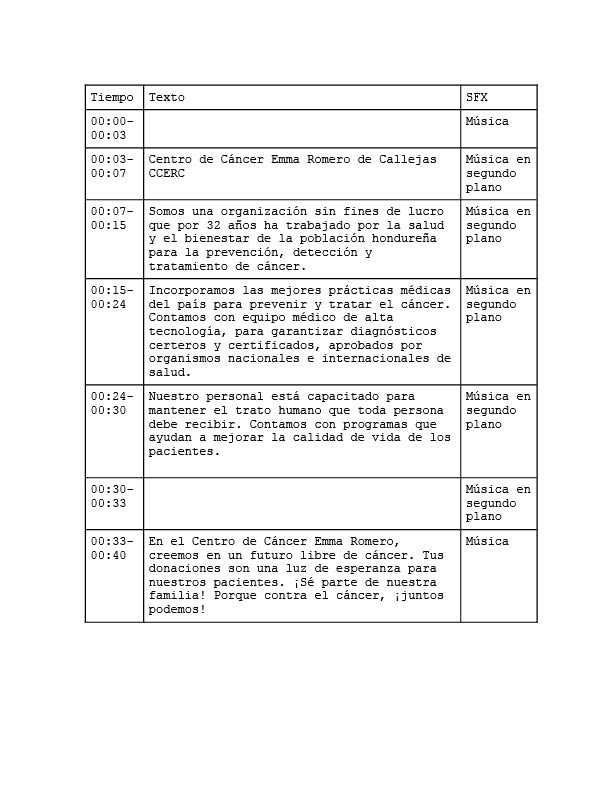 Tiempo Texto SFX
00:00- Música
00:03
00:03- Centro de Cáncer Emma Romero de Callejas Música en
00:07 CCERC segundo
plano
00:07- Somos una organización sin fines de lucro Música en
00:15 que por 32 años ha trabajado por la salud segundo
y el bienestar de la población hondureña plano
para la prevención, detección y
tratamiento de cáncer.
00:15- Incorporamos las mejores prácticas médicas Música en
00:24 del país para prevenir y tratar el cáncer. segundo
Contamos con equipo médico de alta plano
tecnología, para garantizar diagnósticos
certeros y certificados, aprobados por
organismos nacionales e internacionales de
salud.
00:24- Nuestro personal está capacitado para Música en
00:30 mantener el trato humano que toda persona segundo
debe recibir. Contamos con programas que plano
ayudan a mejorar la calidad de vida de los
pacientes.
00:30- Música en
00:33 segundo
plano
00:33- En el Centro de Cáncer Emma Romero, Música
00:40 creemos en un futuro libre de cáncer. Tus
donaciones son una luz de esperanza para
nuestros pacientes. ¡Sé parte de nuestra
familia! Porque contra el cáncer, ¡juntos
podemos!